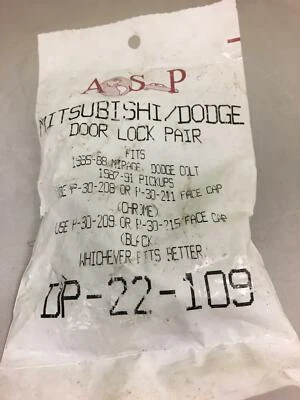 ASP
MITSUBISHI/DODGE
DOOR LOCK PAIR
FITS
1985-88 MIRAGE, DODGE COLT
1987-91 PICKUPS
USE P-30-208 OR P-30-211 FACE CAP
(CHROME)
USE P-30-209 OR P-30-215 FACE CAP
(BLACK)
WHICHEVER FITS BETTER
DP-22-109